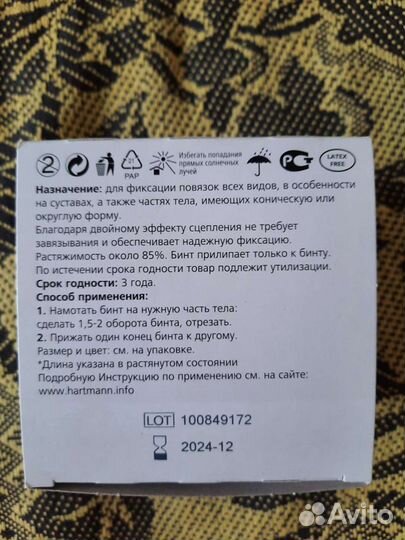 2
21
PAP
Избегать попадания
прямых солнечных
лучей
РСТ
LATEX
FREE
Назначение: для фиксации повязок всех видов, в особенности
на суставах, а также частях тела, имеющих коническую или
округлую форму.
Благодаря двойному эффекту сцепления не требует
завязывания и обеспечивает надежную фиксацию.
Растяжимость около 85%. Бинт прилипает только к бинту.
По истечении срока годности товар подлежит утилизации.
Срок годности: 3 года.
Способ применения:
1. Намотать бинт на нужную часть тела:
сделать 1,5-2 оборота бинта, отрезать.
2. Прижать один конец бинта к другому.
Размер и цвет: см. на упаковке.
*Длина указана в растянутом состоянии
Подробную Инструкцию по применению см. на сайте:
www.hartmann.info
LOT 100849172
2024-12
Avito